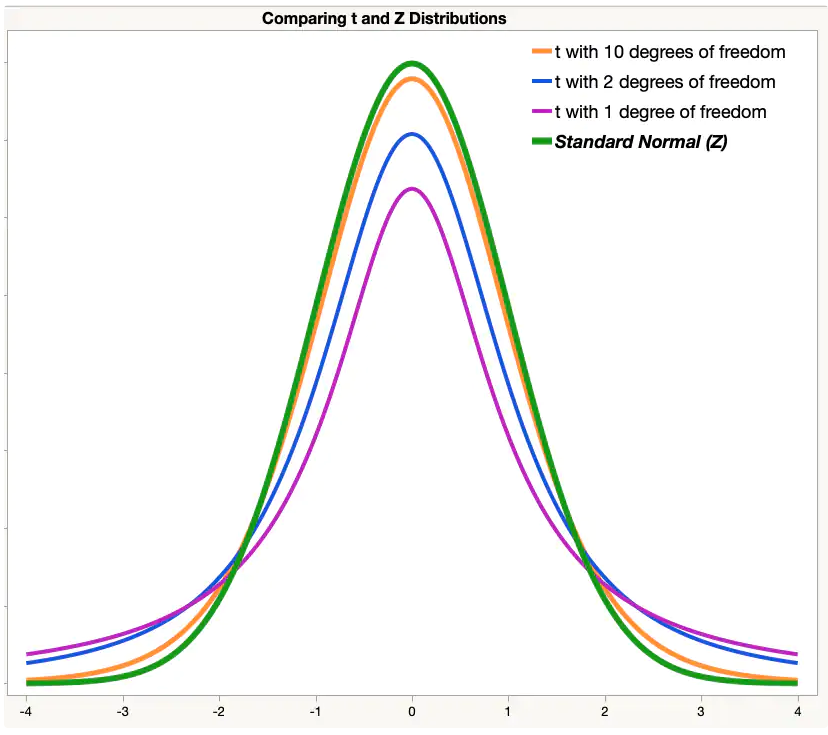 Comparing t and Z Distributions
t with 10 degrees of freedom
t with 2 degrees of freedom
t with 1 degree of freedom
Standard Normal (Z)
-4 -3 -2 -1 0 1 2 3 4